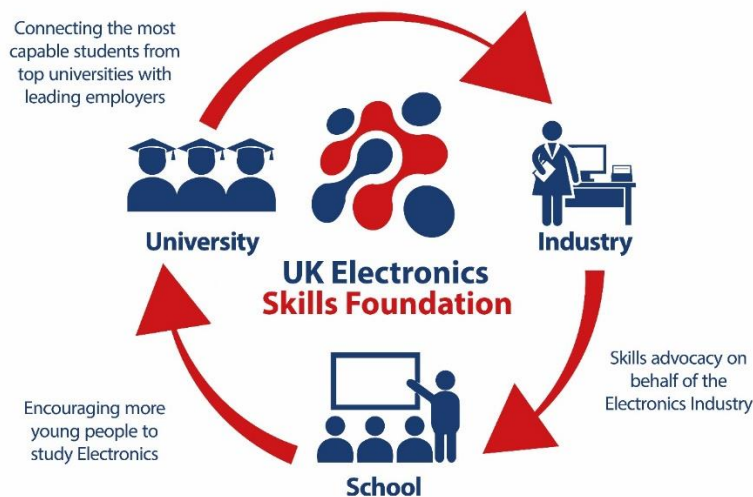 Connecting the most
capable students from
top universities with
leading employers
University
Industry
UK Electronics
Skills Foundation
Skills advocacy on
behalf of the
Electronics Industry
Encouraging more
young people to
study Electronics
School